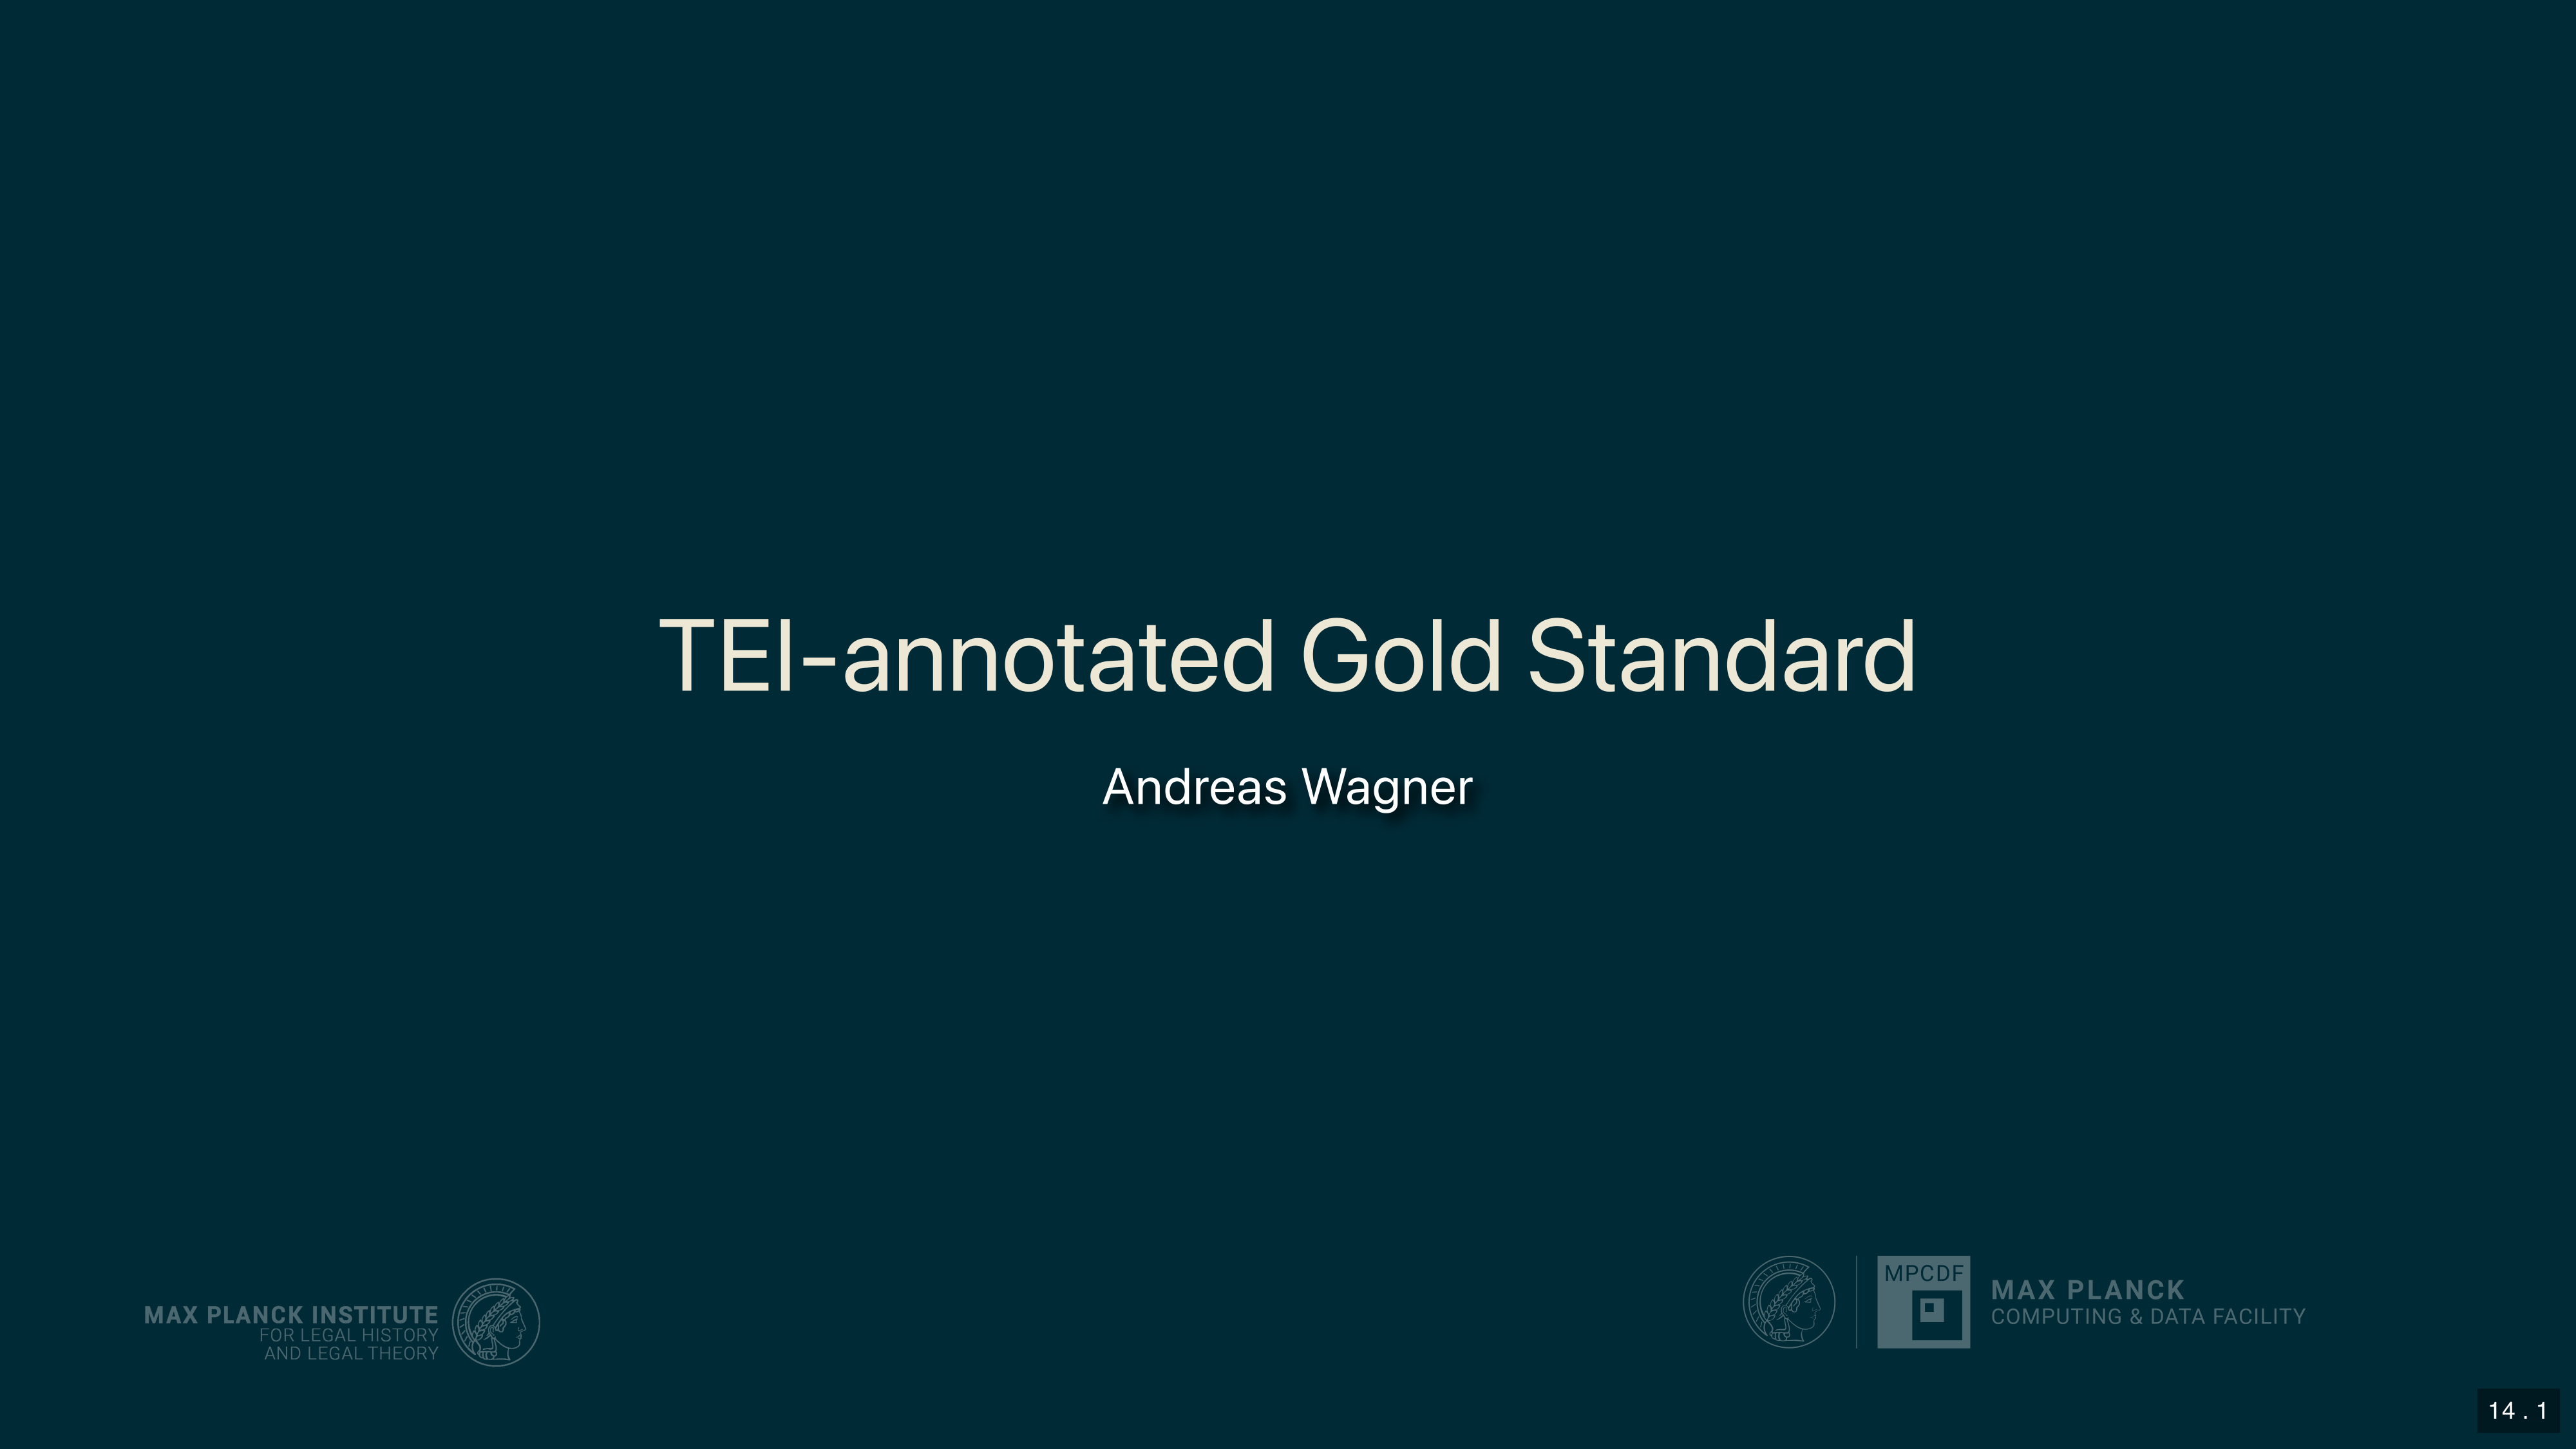 TEI-annotated Gold Standard
Andreas Wagner
MAX PLANCK INSTITUTE
FOR LEGAL HISTORY
AND LEGAL THEORY
MPCDF
MAX PLANCK
COMPUTING & DATA FACILITY
14 . 1